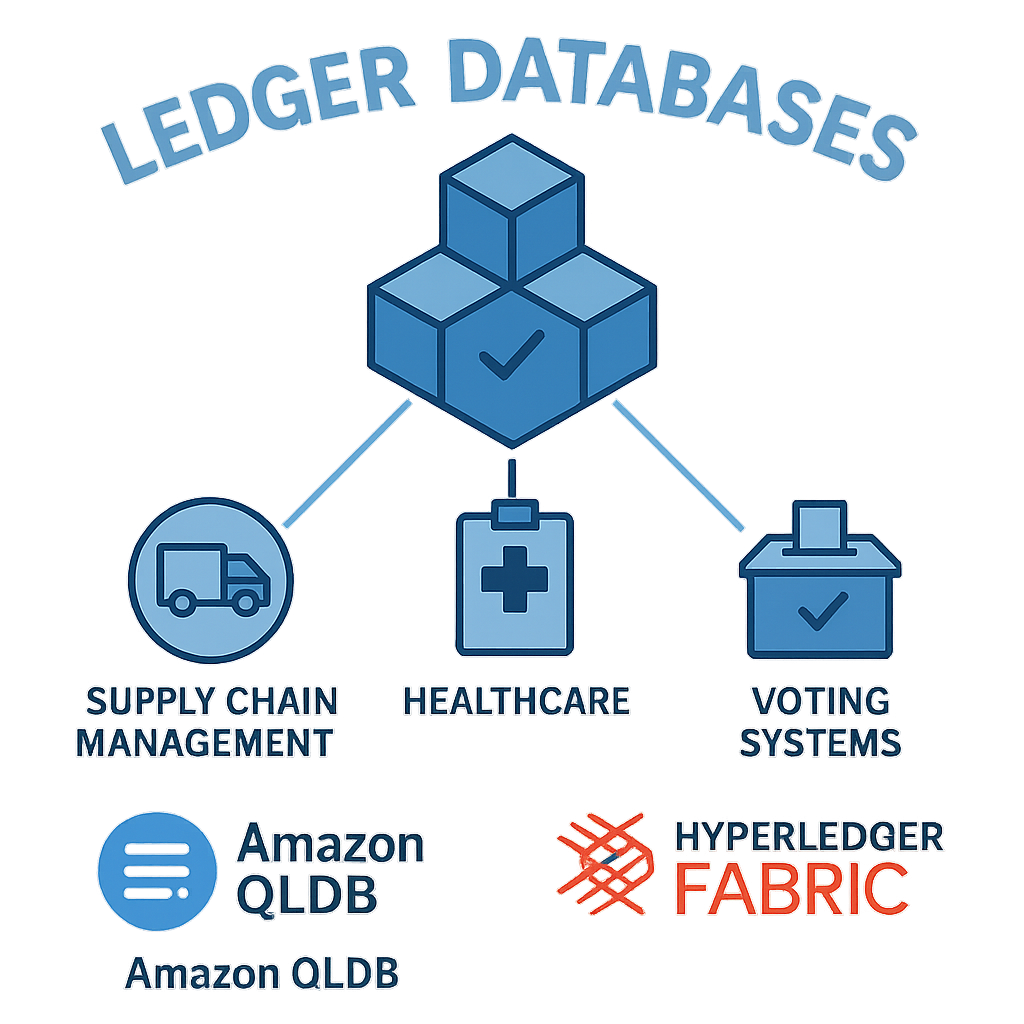 LEDGER DATABASES
SUPPLY CHAIN
MANAGEMENT
HEALTHCARE
VOTING
SYSTEMS
Amazon
QLDB
Amazon QLDB
HYPERLEDGER
FABRIC